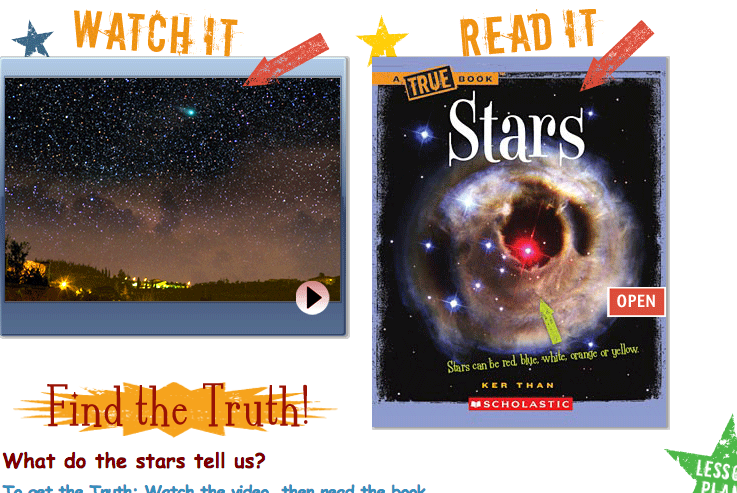 WATCH IT
READ IT
A TRUE BOOK
Stars
OPEN
Stars can be red, blue, white, orange or yellow.
KER THAN
SCHOLASTIC
Find the Truth!
What do the stars tell us?
To get the Truth: Watch the video, then read the book